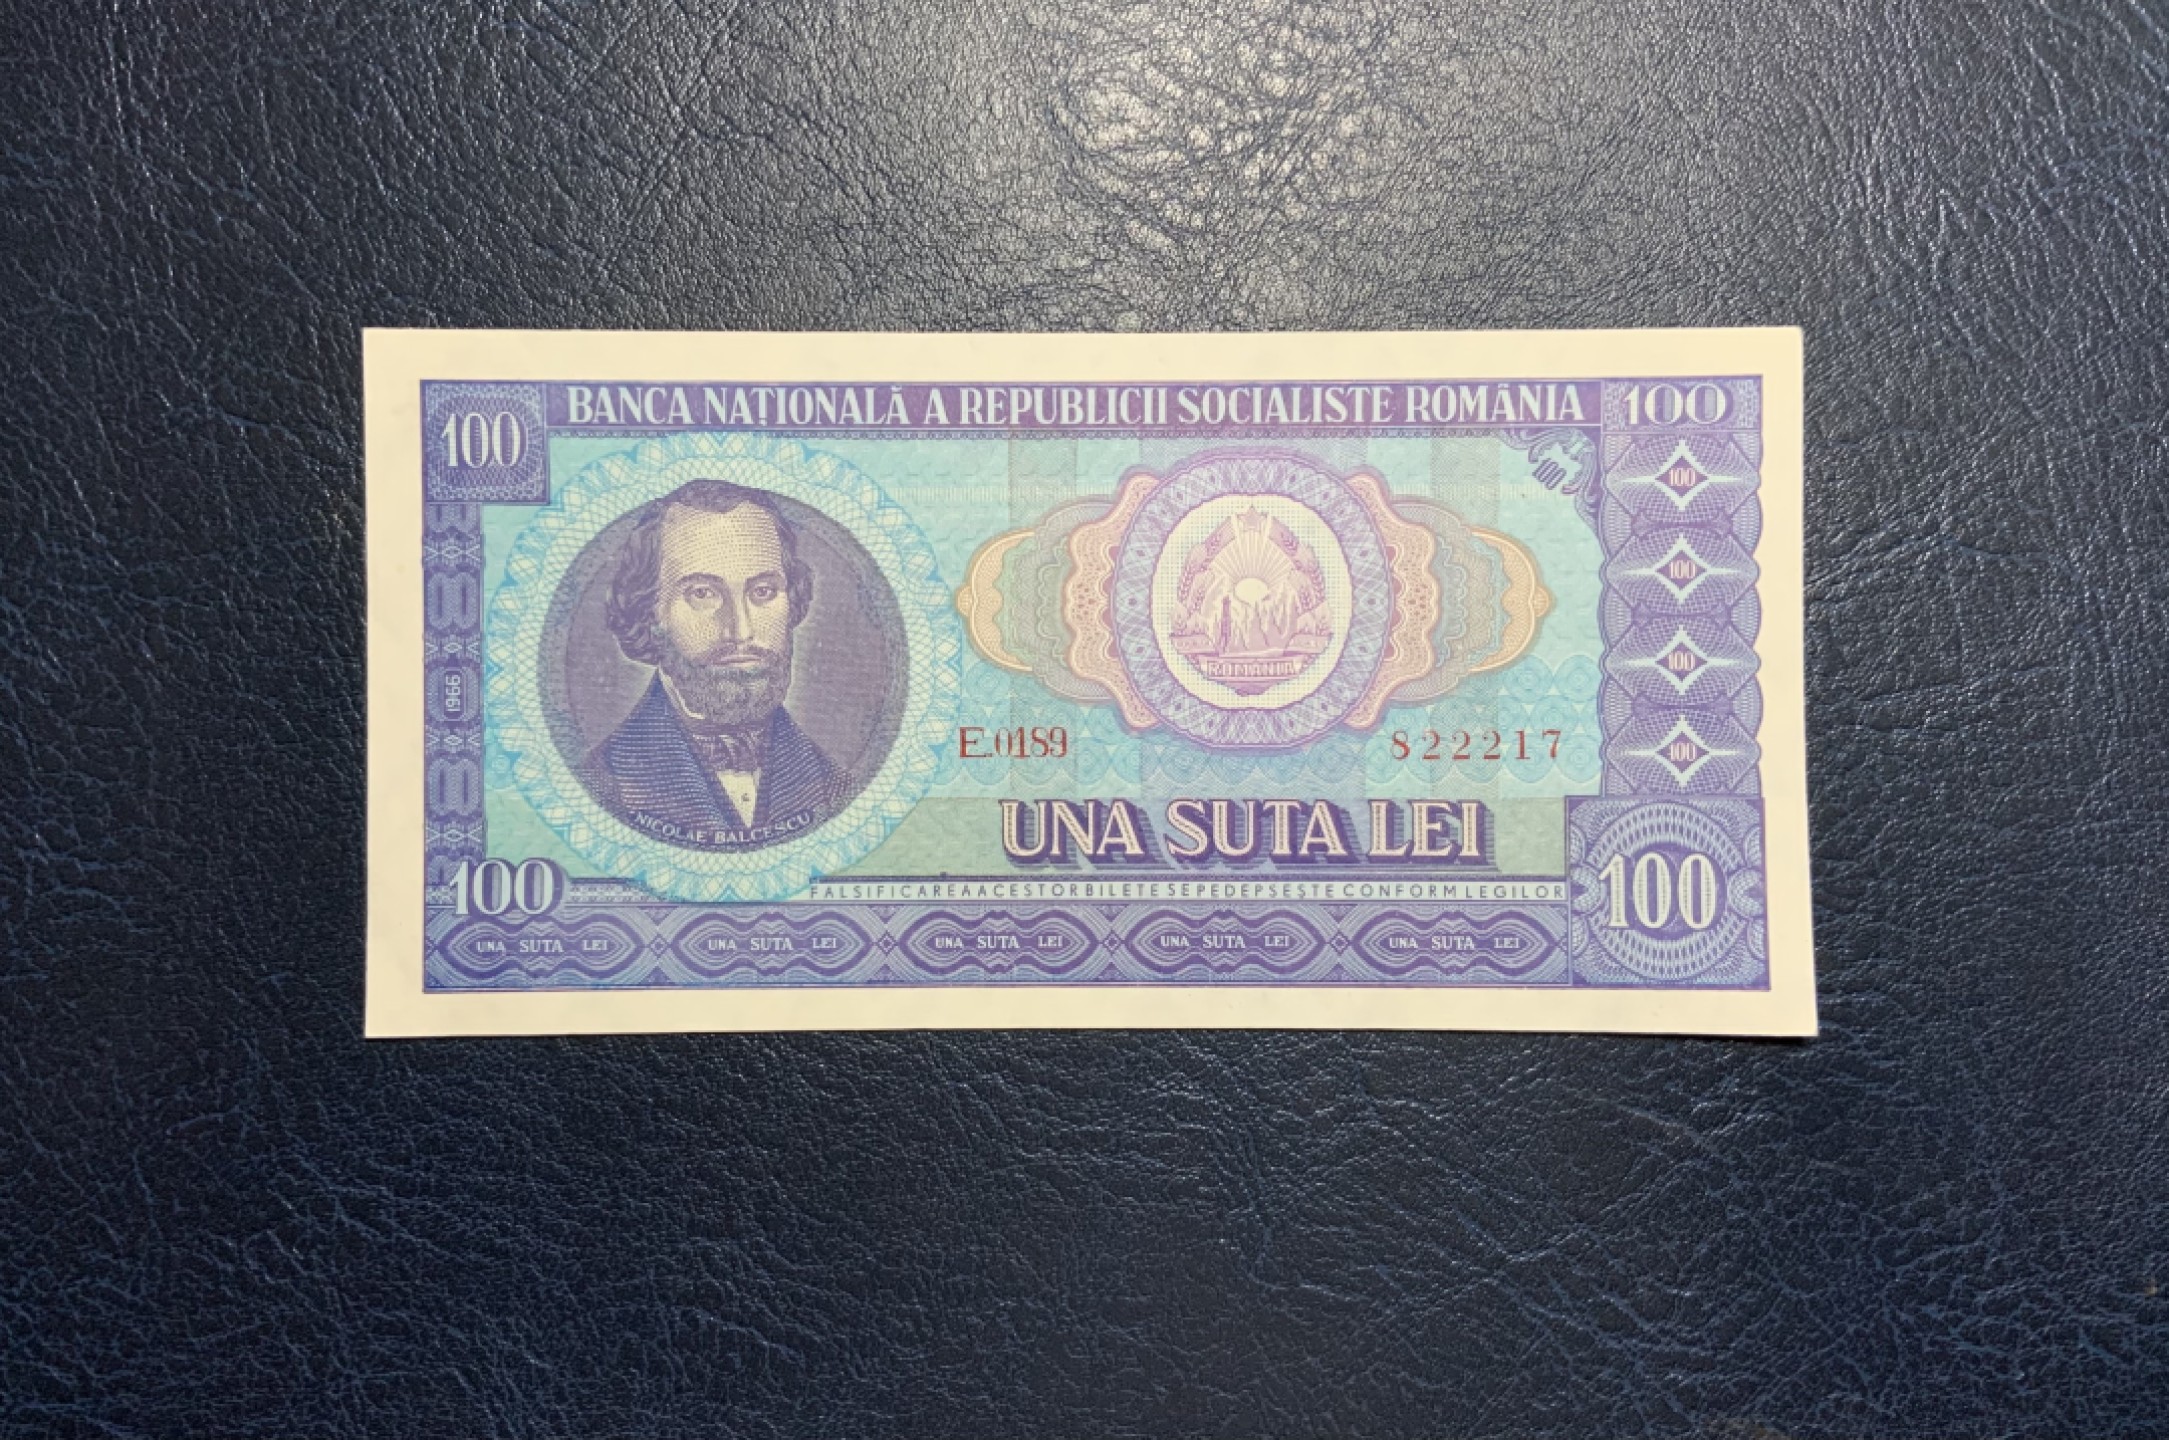 100 BANCA NAȚIONALĂ A REPUBLICII SOCIALISTE ROMÂNIA 100
100
100
100
100
100
ROMÂNIA
1966
NICOLAE BALCESCU
E.0189 822217
UNA SUTA LEI
100 100
FALSIFICAREA ACESTOR BILETE SE PEDEPSEȘTE CONFORM LEGILOR
UNA SUTA LEI UNA SUTA LEI UNA SUTA LEI UNA SUTA LEI UNA SUTA LEI